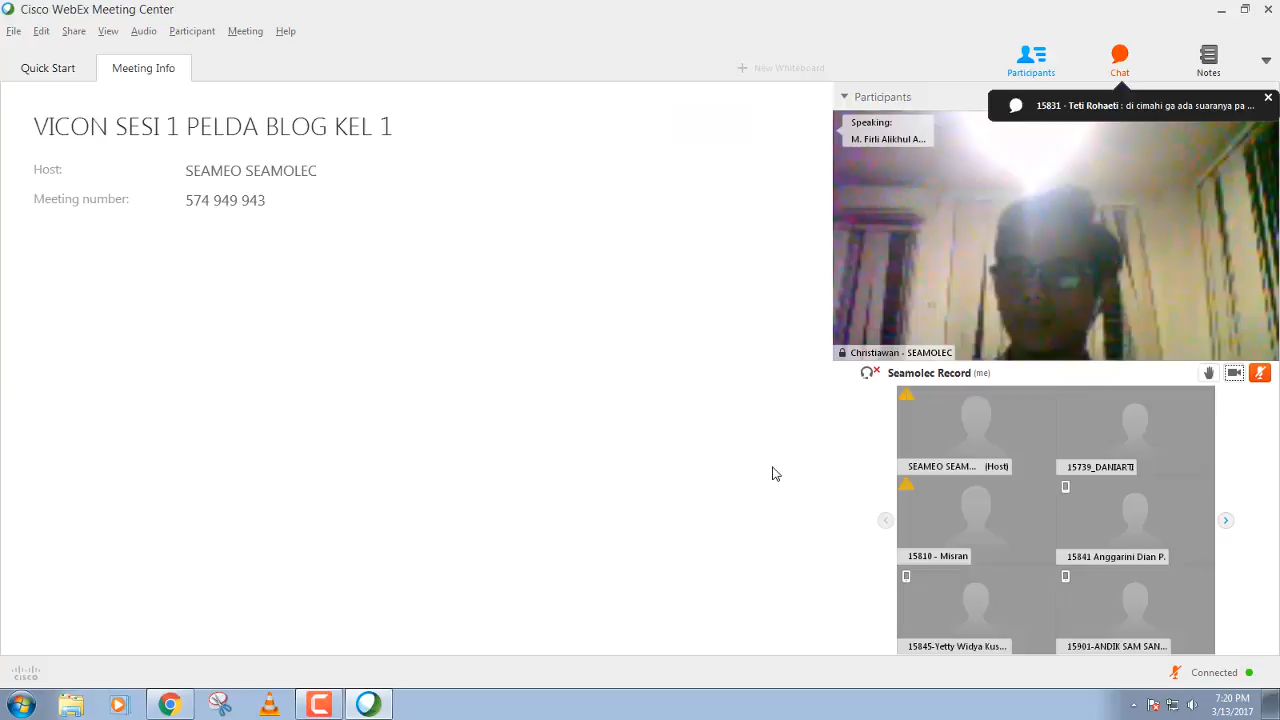 Cisco WebEx Meeting Center
File Edit Share View Audio Participant Meeting Help
Quick Start
Meeting Info
New Whiteboard
Participants
Chat
Notes
Participants
15831 - Teti Rohaeti : di cimahi ga ada suaranya pa ...
VICON SESI 1 PELDA BLOG KEL 1
Host: SEAMEO SEAMOLEC
Meeting number: 574 949 943
Speaking:
M. Firli Alikhul A...
Christiawan - SEAMOLEC
Seamolec Record (me)
SEAMEO SEAM... (Host)
15739_DANIARTI
15810 - Misran
15841 Anggarini Dian P.
15845-Yetty Widya Kus...
15901-ANDIK SAM SAN...
cisco
Connected
7:20 PM
3/13/2017